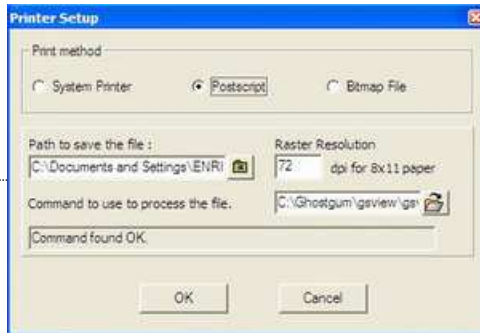 Printer Setup
Print method
System Printer Postscript Bitmap File
Path to save the file : Raster Resolution
C:\Documents and Settings\ENRI 72 dpi for 8x11 paper
Command to use to process the file. C:\Ghostgum\gsview\gsv
Command found OK.
OK Cancel